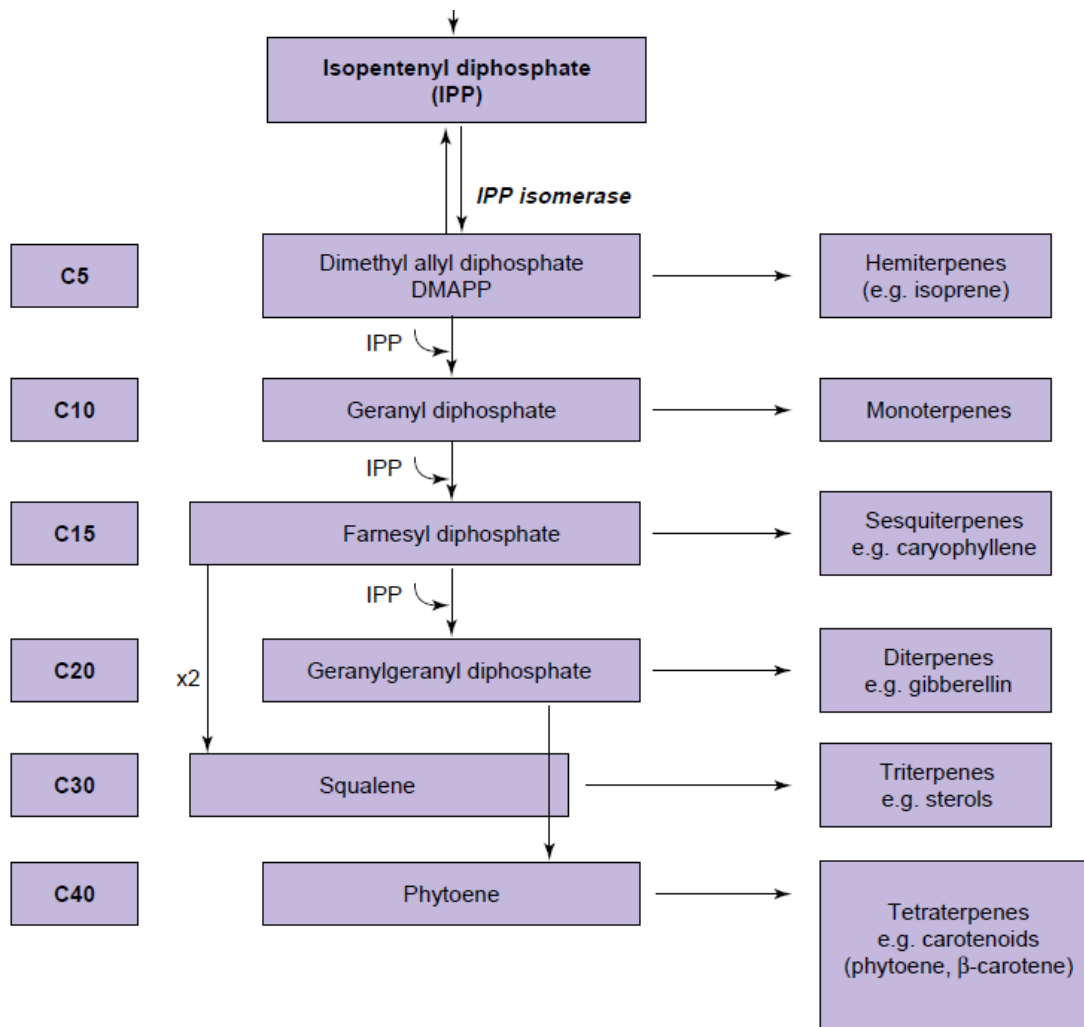 Isopentenyl diphosphate
(IPP)
IPP isomerase
C5
Dimethyl allyl diphosphate
DMAPP
Hemiterpenes
(e.g. isoprene)
IPP
C10
Geranyl diphosphate
Monoterpenes
IPP
C15
Farnesyl diphosphate
Sesquiterpenes
e.g. caryophyllene
IPP
C20
x2
Geranylgeranyl diphosphate
Diterpenes
e.g. gibberellin
C30
Squalene
Triterpenes
e.g. sterols
C40
Phytoene
Tetraterpenes
e.g. carotenoids
(phytoene, β-carotene)